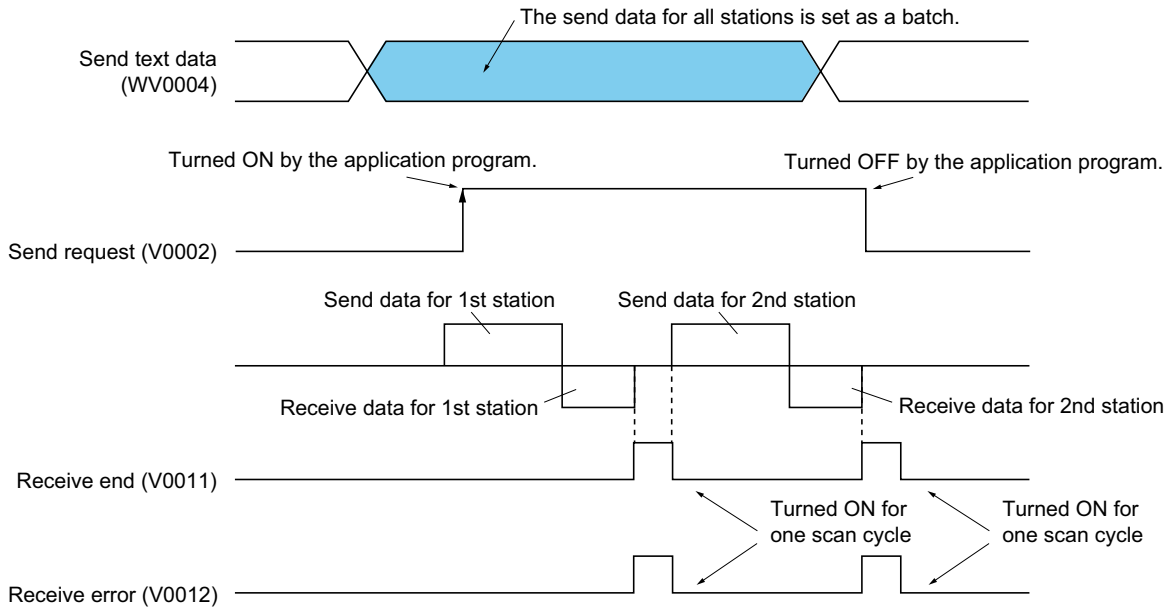 The send data for all stations is set as a batch.
Send text data
(WV0004)
Turned ON by the application program.
Turned OFF by the application program.
Send request (V0002)
Send data for 1st station
Send data for 2nd station
Receive data for 1st station
Receive data for 2nd station
Receive end (V0011)
Turned ON for
one scan cycle
Turned ON for
one scan cycle
Receive error (V0012)